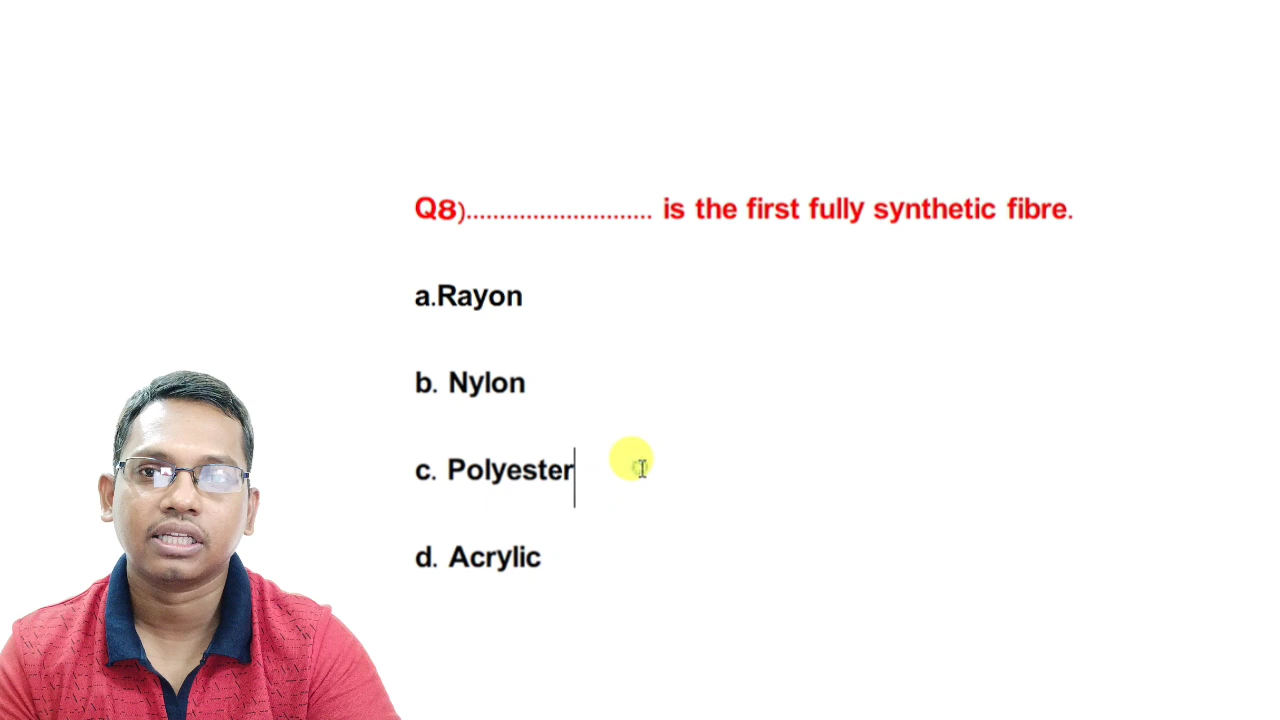 Q8)............................ is the first fully synthetic fibre.
a.Rayon
b. Nylon
c. Polyester
d. Acrylic